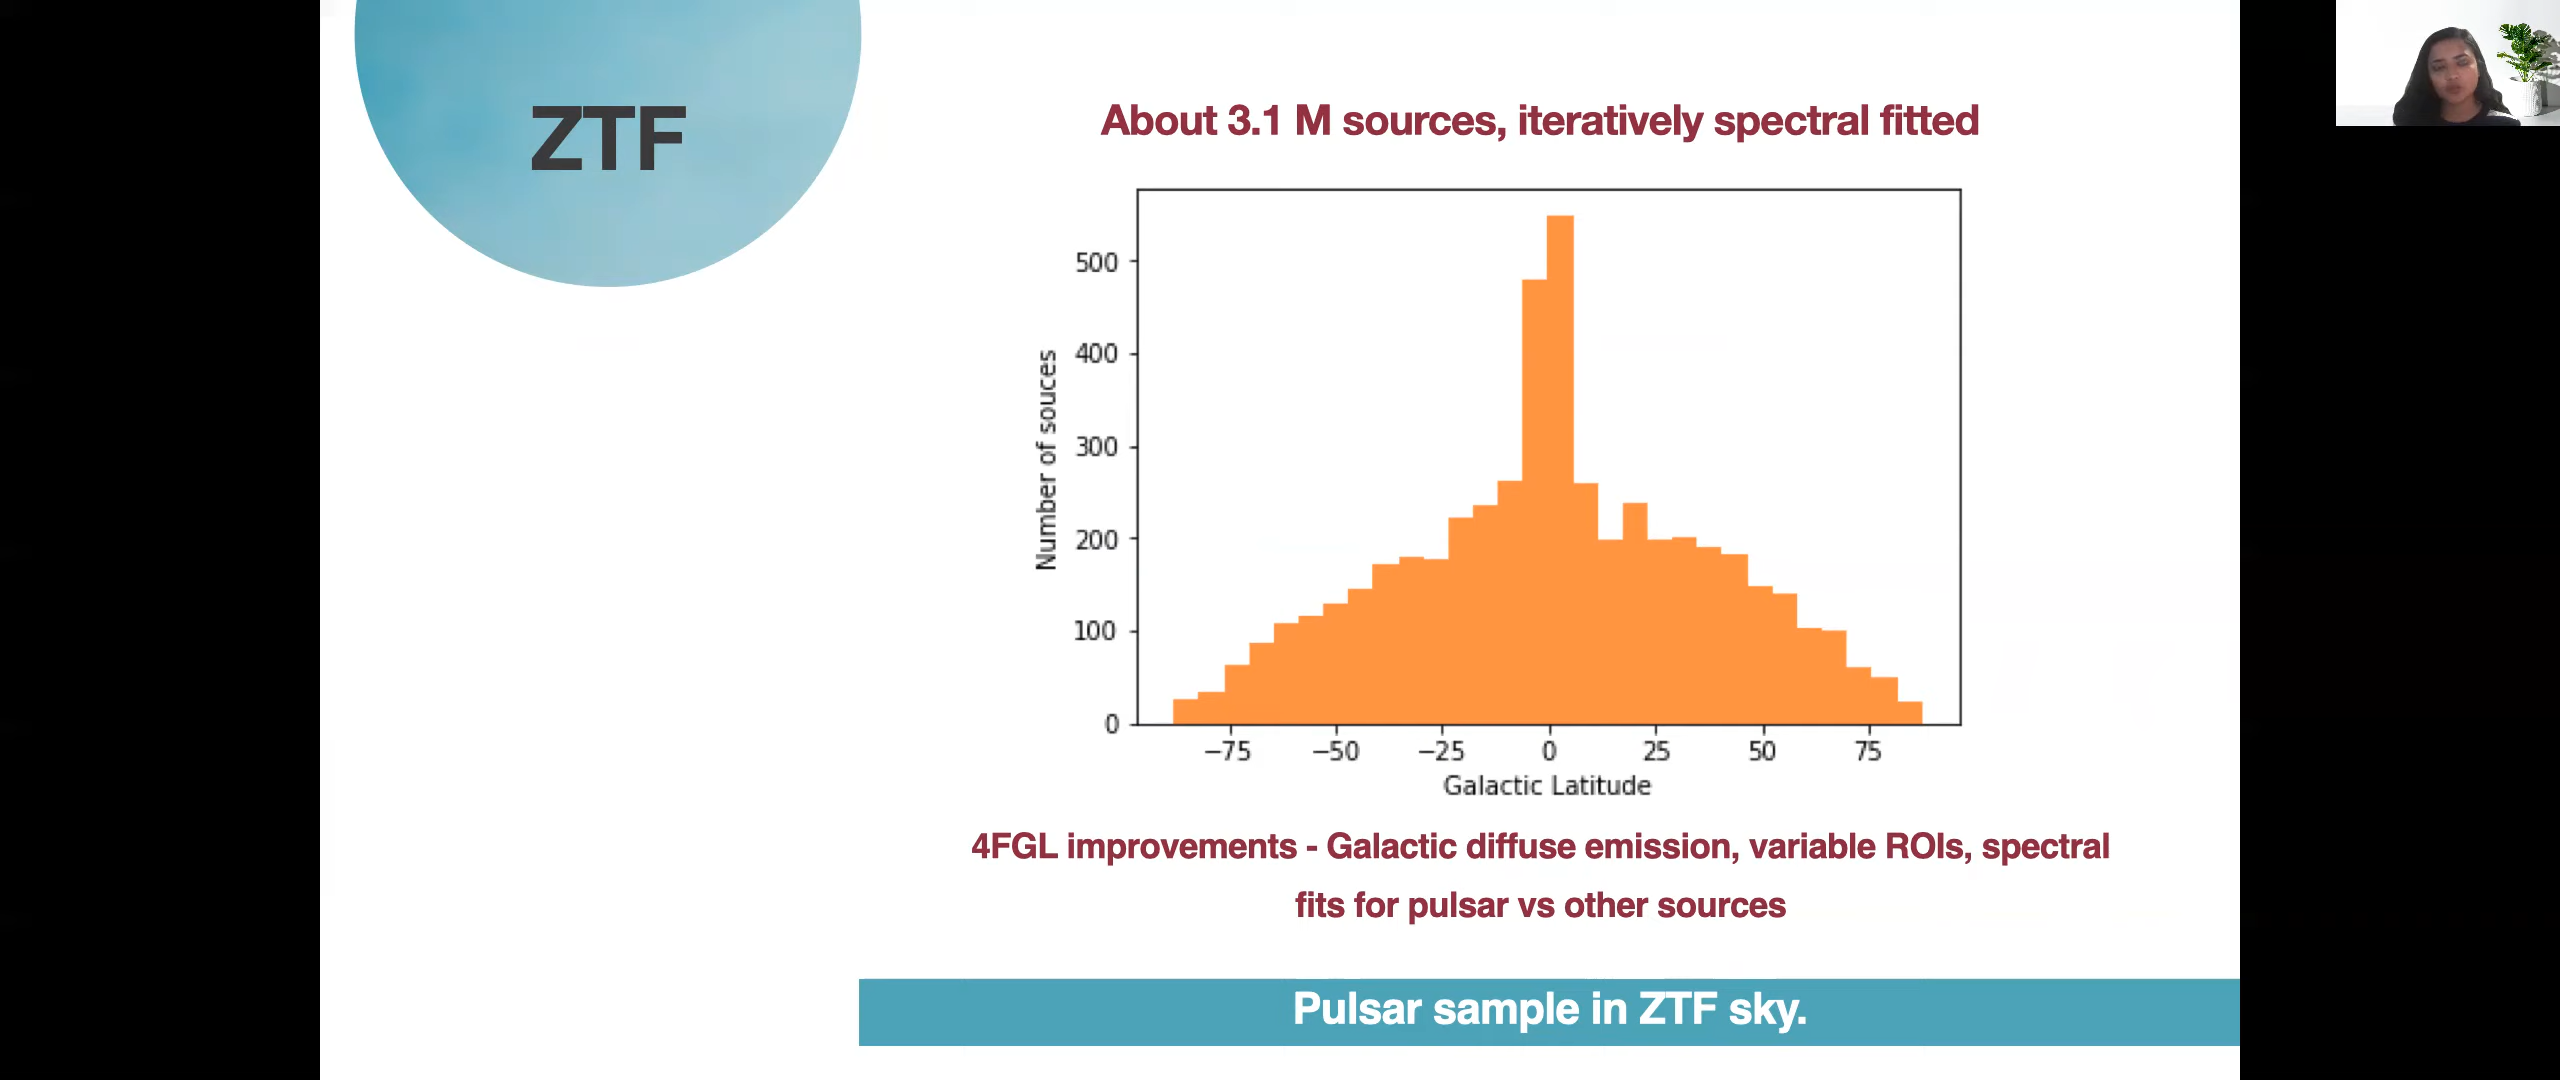 ZTF
About 3.1 M sources, iteratively spectral fitted
500
400
300
200
100
0
Number of souces
−75 −50 −25 0 25 50 75
Galactic Latitude
4FGL improvements - Galactic diffuse emission, variable ROIs, spectral
fits for pulsar vs other sources
Pulsar sample in ZTF sky.